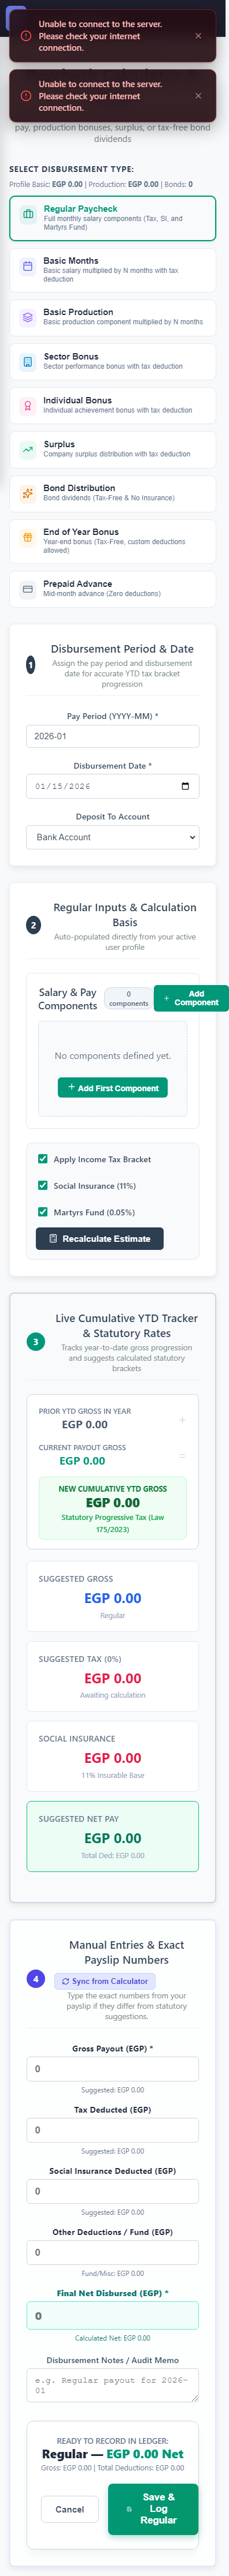 Unable to connect to the server.
Please check your internet
connection.
Unable to connect to the server.
Please check your internet
connection.
pay, production bonuses, surplus, or tax-free bond
dividends
SELECT DISBURSEMENT TYPE:
Profile Basic: EGP 0.00 | Production: EGP 0.00 | Bonds: 0
Regular Paycheck
Full monthly salary components (Tax, SI, and
Martyrs Fund)
Basic Months
Basic salary multiplied by N months with tax
deduction
Basic Production
Basic production component multiplied by N months
Sector Bonus
Sector performance bonus with tax deduction
Individual Bonus
Individual achievement bonus with tax deduction
Surplus
Company surplus distribution with tax deduction
Bond Distribution
Bond dividends (Tax-Free & No Insurance)
End of Year Bonus
Year-end bonus (Tax-Free, custom deductions
allowed)
Prepaid Advance
Mid-month advance (Zero deductions)
1
Disbursement Period & Date
Assign the pay period and disbursement
date for accurate YTD tax bracket
progression
Pay Period (YYYY-MM) *
2026-01
Disbursement Date *
01/15/2026
Deposit To Account
Bank Account
2
Regular Inputs & Calculation
Basis
Auto-populated directly from your active
user profile
Salary & Pay
Components
0
components
+ Add
Component
No components defined yet.
+ Add First Component
Apply Income Tax Bracket
Social Insurance (11%)
Martyrs Fund (0.05%)
Recalculate Estimate
3
Live Cumulative YTD Tracker
& Statutory Rates
Tracks year-to-date gross progression
and suggests calculated statutory
brackets
PRIOR YTD GROSS IN YEAR
EGP 0.00
+
CURRENT PAYOUT GROSS
EGP 0.00
=
NEW CUMULATIVE YTD GROSS
EGP 0.00
Statutory Progressive Tax (Law
175/2023)
SUGGESTED GROSS
EGP 0.00
Regular
SUGGESTED TAX (0%)
EGP 0.00
Awaiting calculation
SOCIAL INSURANCE
EGP 0.00
11% Insurable Base
SUGGESTED NET PAY
EGP 0.00
Total Ded: EGP 0.00
4
Manual Entries & Exact
Payslip Numbers
Sync from Calculator
Type the exact numbers from your
payslip if they differ from statutory
suggestions.
Gross Payout (EGP) *
0
Suggested: EGP 0.00
Tax Deducted (EGP)
0
Suggested: EGP 0.00
Social Insurance Deducted (EGP)
0
Suggested: EGP 0.00
Other Deductions / Fund (EGP)
0
Fund/Misc: EGP 0.00
Final Net Disbursed (EGP) *
0
Calculated Net: EGP 0.00
Disbursement Notes / Audit Memo
e.g. Regular payout for 2026-
01
READY TO RECORD IN LEDGER:
Regular — EGP 0.00 Net
Gross: EGP 0.00 | Total Deductions: EGP 0.00
Cancel
Save &
Log
Regular